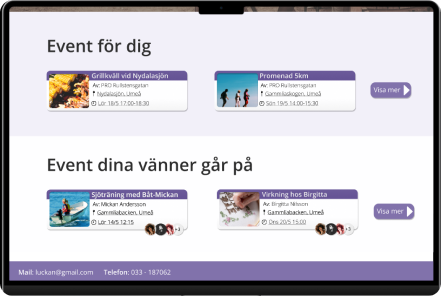 Event för dig
Grillkväll vid Nydalasjön
Av: PRO Rullstensgatan
Nydalasjön, Umeå
Lör 18/5 17:00-18:30
Promenad 5km
Av: PRO Rullstensgatan
Gammliaskogen, Umeå
Sön 19/5 14.00-15:30
Visa mer
Event dina vänner går på
Sjöträning med Båt-Mickan
Av: Mickan Andersson
Gammliabacken, Umeå
Lör 14/5 12:15
Virkning hos Birgitta
Av: Birgitta Nilsson
Gammliabacken, Umeå
Ons 20/5 15:00
Visa mer
Mail: luckan@gmail.com Telefon: 033 - 187062